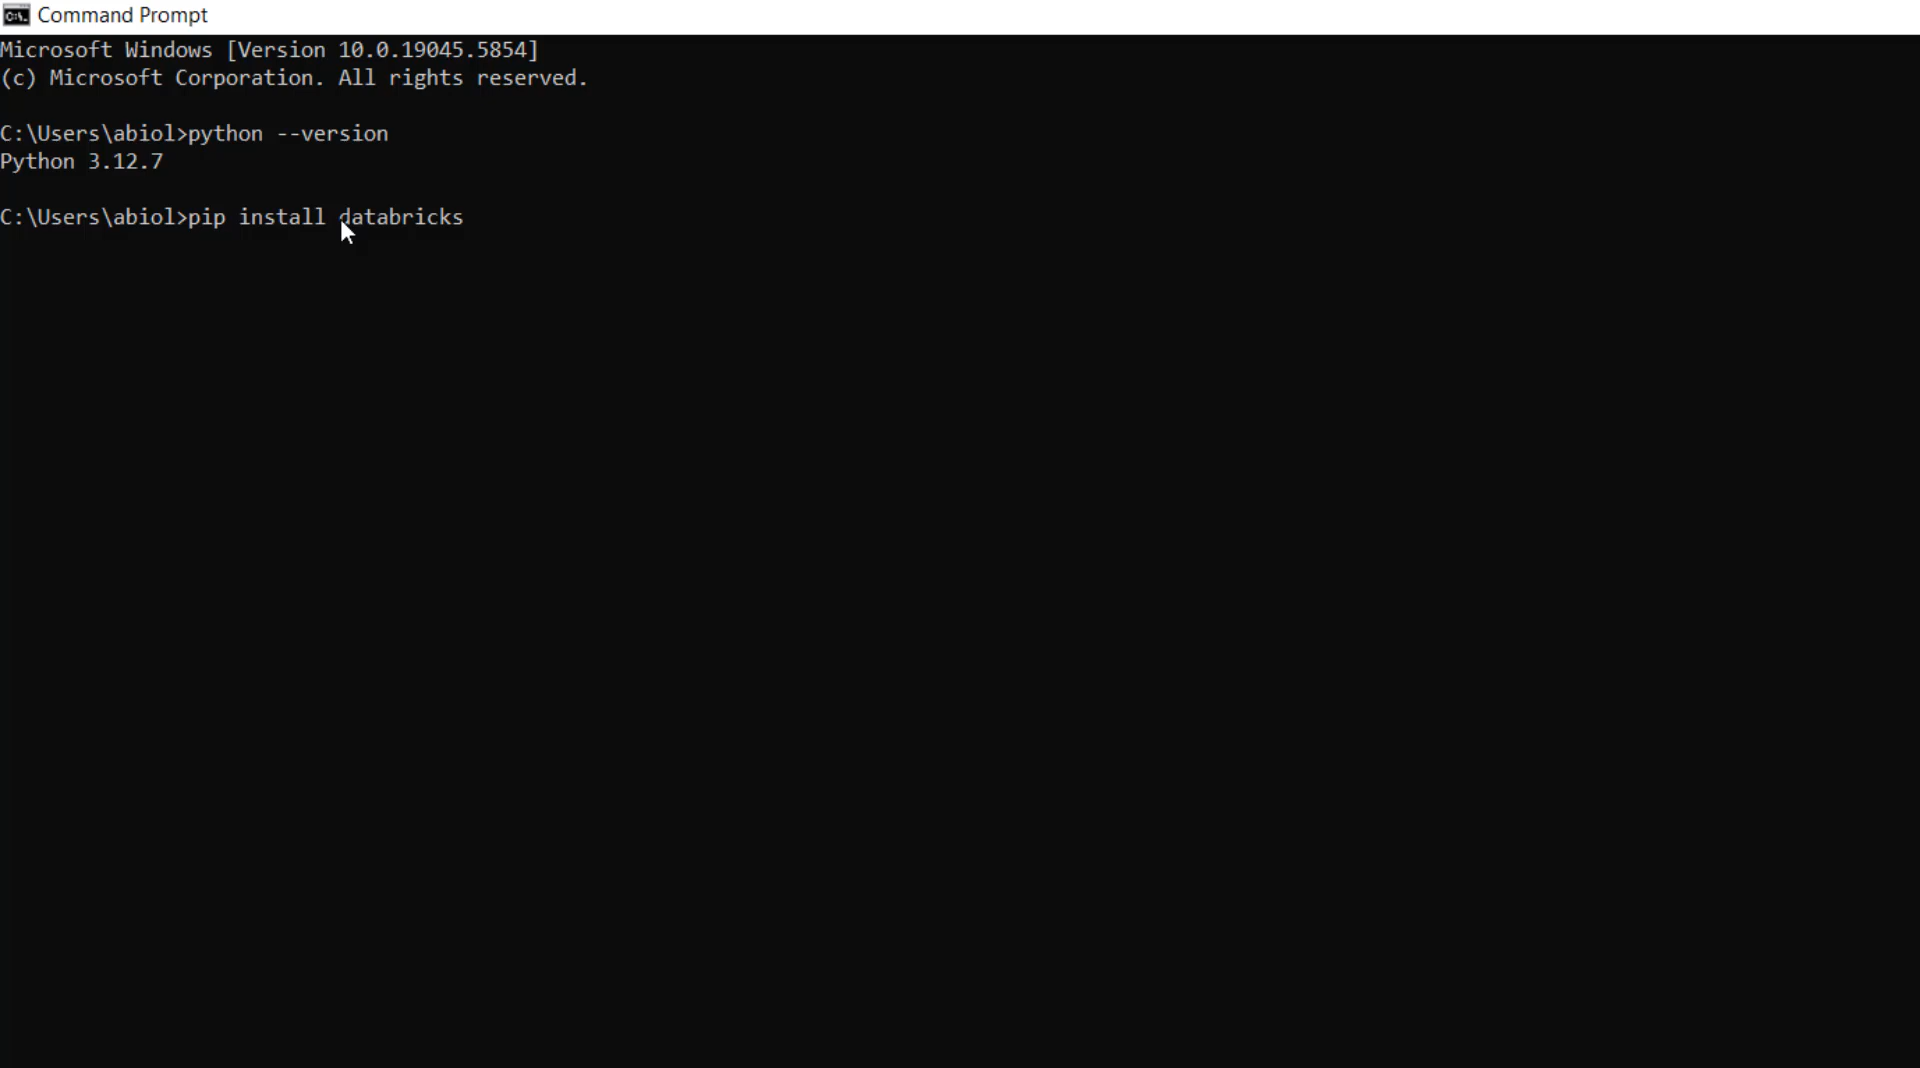 Command Prompt
Microsoft Windows [Version 10.0.19045.5854]
(c) Microsoft Corporation. All rights reserved.
C:\Users\abiol>python --version
Python 3.12.7
C:\Users\abiol>pip install databricks